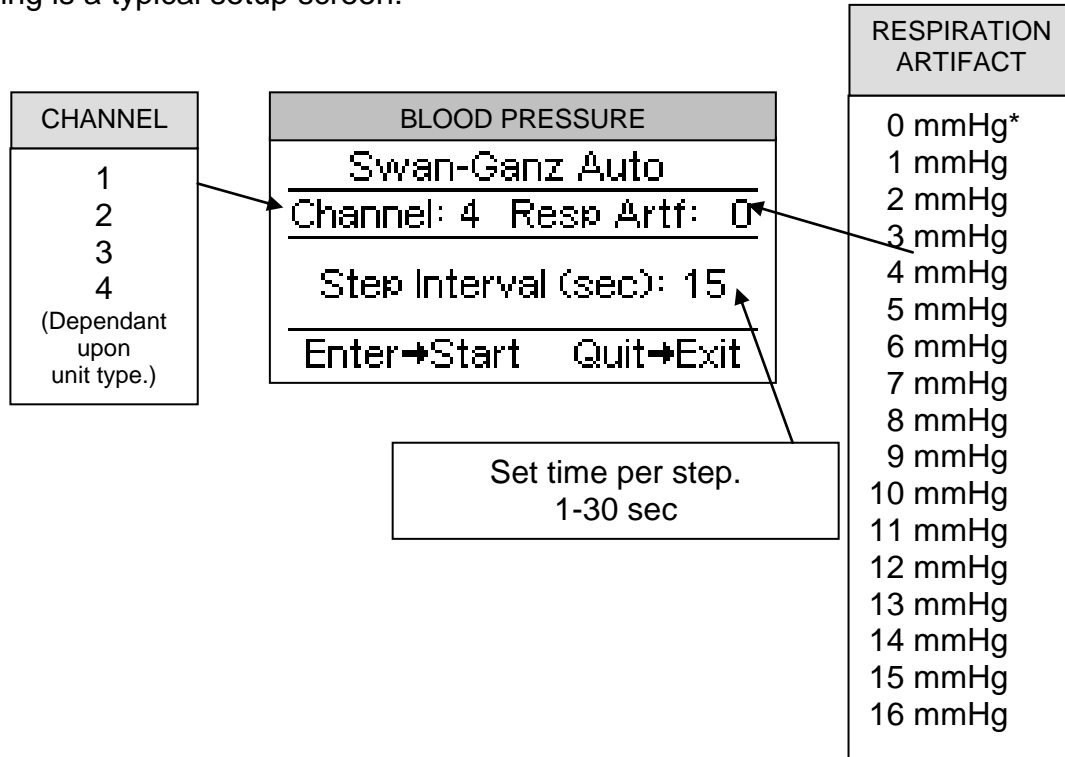 ing is a typical setup screen.
RESPIRATION
ARTIFACT
CHANNEL
1
2
3
4
(Dependant
upon
unit type.)
BLOOD PRESSURE
Swan-Ganz Auto
Channel: 4 Resp Artf: 0
Step Interval (sec): 15
Enter➡Start Quit➡Exit
Set time per step.
1-30 sec
0 mmHg*
1 mmHg
2 mmHg
3 mmHg
4 mmHg
5 mmHg
6 mmHg
7 mmHg
8 mmHg
9 mmHg
10 mmHg
11 mmHg
12 mmHg
13 mmHg
14 mmHg
15 mmHg
16 mmHg